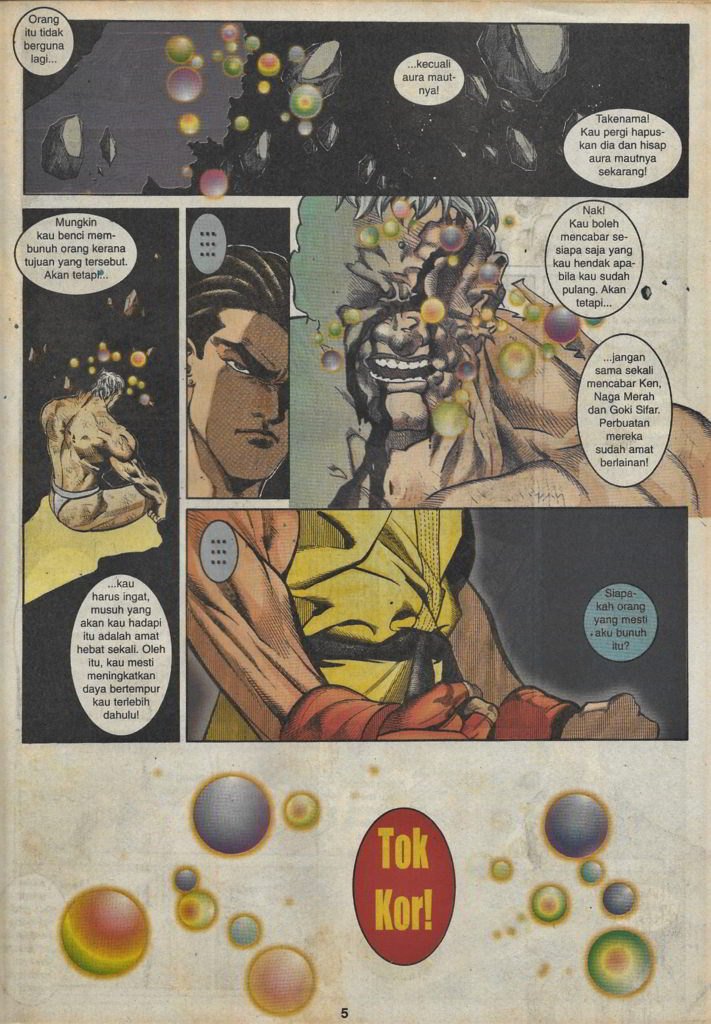 Orang
itu tidak
berguna
lagi...
...kecuali
aura maut-
nya!
Takenama!
Kau pergi hapus-
kan dia dan hisap
aura mautnya
sekarang!
Mungkin
kau benci mem-
bunuh orang kerana
tujuan yang tersebut.
Akan tetapi...
...
...
...
Nak!
Kau boleh
mencabar se-
siapa saja yang
kau hendak apa-
bila kau sudah
pulang. Akan
tetapi...
...jangan
sama sekali
mencabar Ken,
Naga Merah
dan Goki Sifar.
Perbuatan
mereka
sudah amat
berlainan!
...kau
harus ingat,
musuh yang
akan kau hadapi
itu adalah amat
hebat sekali. Oleh
itu, kau mesti
meningkatkan
daya bertempur
kau terlebih
dahulu!
...
...
...
Siapa-
kah orang
yang mesti
aku bunuh
itu?
Tok
Kor!
5